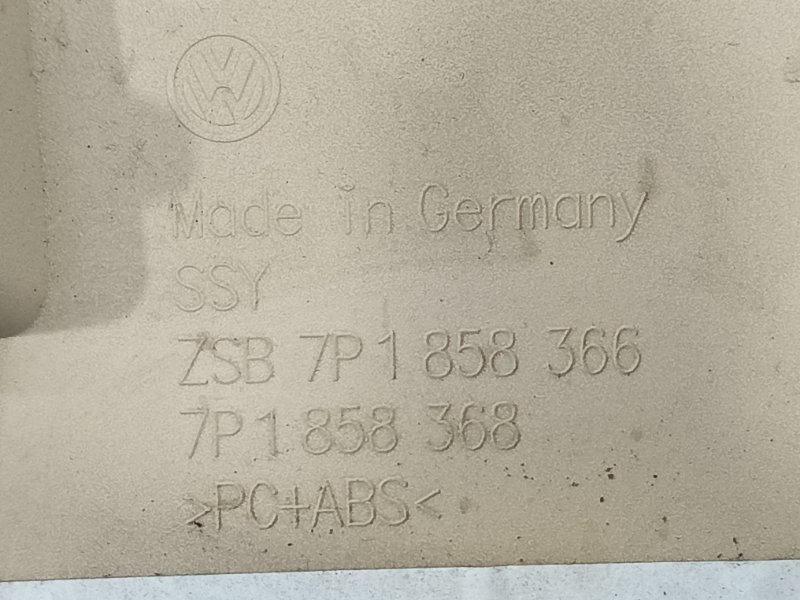 VW
Made in Germany
SSY
ZSB 7P1 858 366
7P1 858 368
>PC+ABS<